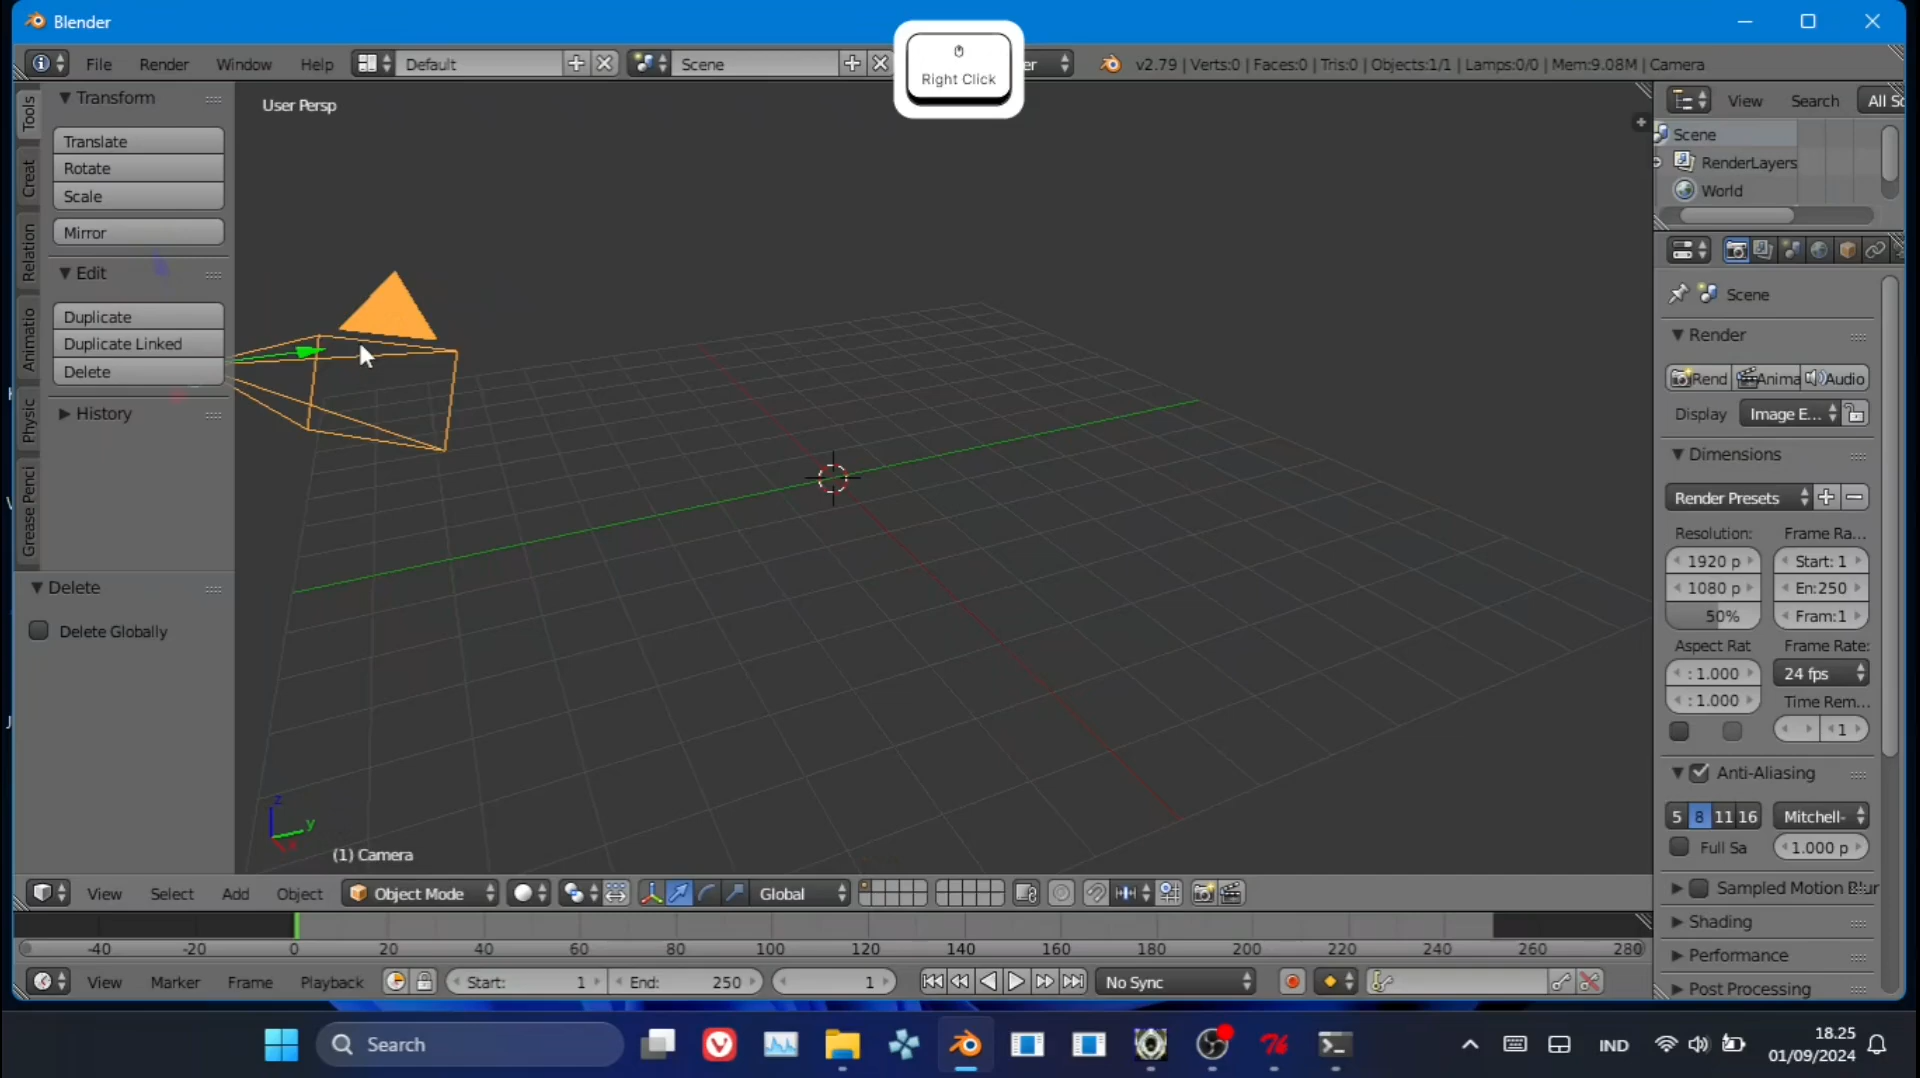 Blender
File Render Window Help Default Scene er v2.79 | Verts:0 | Faces:0 | Tris:0 | Objects:1/1 | Lamps:0/0 | Mem:9.08M | Camera
Right Click
Tools
Creat
Relation
Animatio
Physic
Grease Penci
Transform
Translate
Rotate
Scale
Mirror
Edit
Duplicate
Duplicate Linked
Delete
History
Delete
Delete Globally
User Persp
z
y
x
(1) Camera
View Search All Sc
Scene
RenderLayers
World
Scene
Render
Rend Anima Audio
Display Image E...
Dimensions
Render Presets
Resolution: Frame Ra...
1920 p Start: 1
1080 p En:250
50% Fram:1
Aspect Rat Frame Rate:
: 1.000 24 fps
: 1.000 Time Rem...
1
Anti-Aliasing
5 8 11 16 Mitchell-
Full Sa 1.000 p
Sampled Motion Blur
Shading
Performance
Post Processing
View Select Add Object Object Mode Global
-40 -20 0 20 40 60 80 100 120 140 160 180 200 220 240 260 280
View Marker Frame Playback Start: 1 End: 250 1 No Sync
Search IND 18.25
01/09/2024